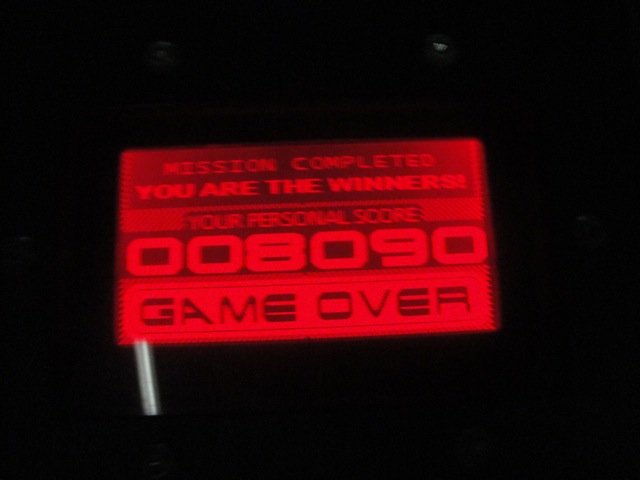 MISSION COMPLETED
YOU ARE THE WINNERS!
YOUR PERSONAL SCORE
008090
GAME OVER